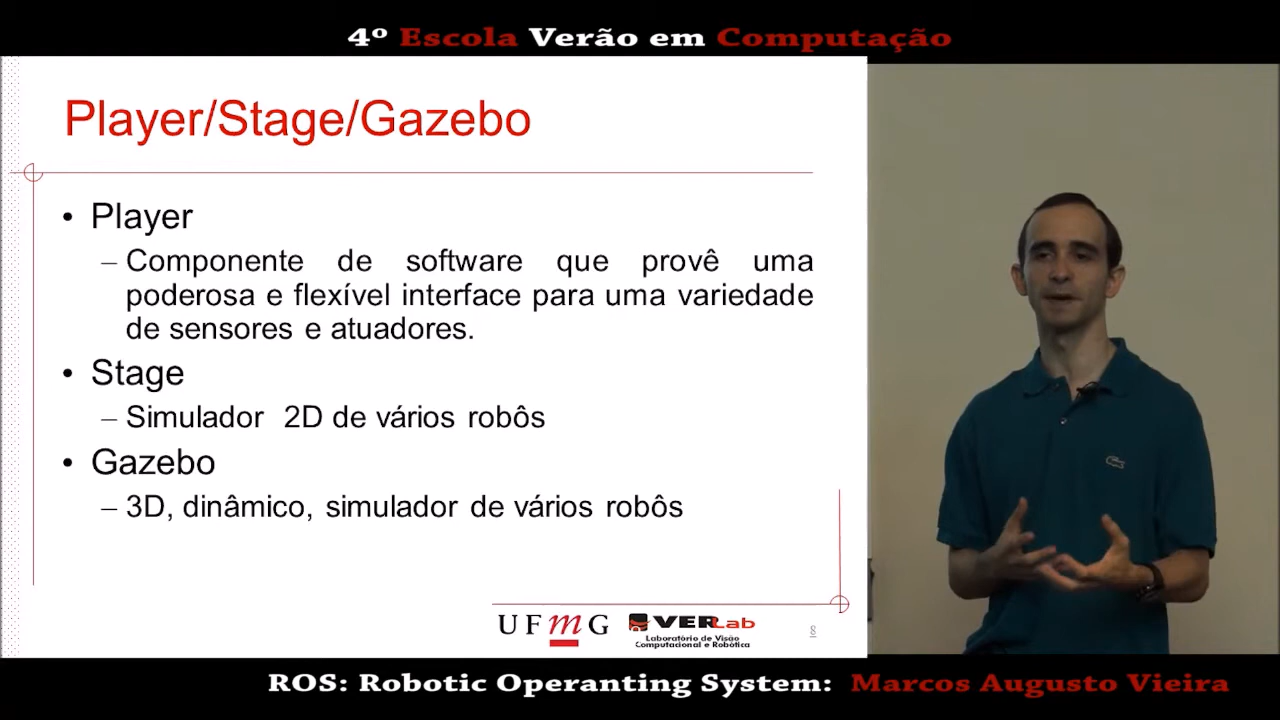 4º Escola Verão em Computação
Player/Stage/Gazebo
• Player
– Componente de software que provê uma
poderosa e flexível interface para uma variedade
de sensores e atuadores.
• Stage
– Simulador 2D de vários robôs
• Gazebo
– 3D, dinâmico, simulador de vários robôs
UFmG
VERLab
Laboratório de Visão
Computacional e Robótica
8
ROS: Robotic Operanting System: Marcos Augusto Vieira